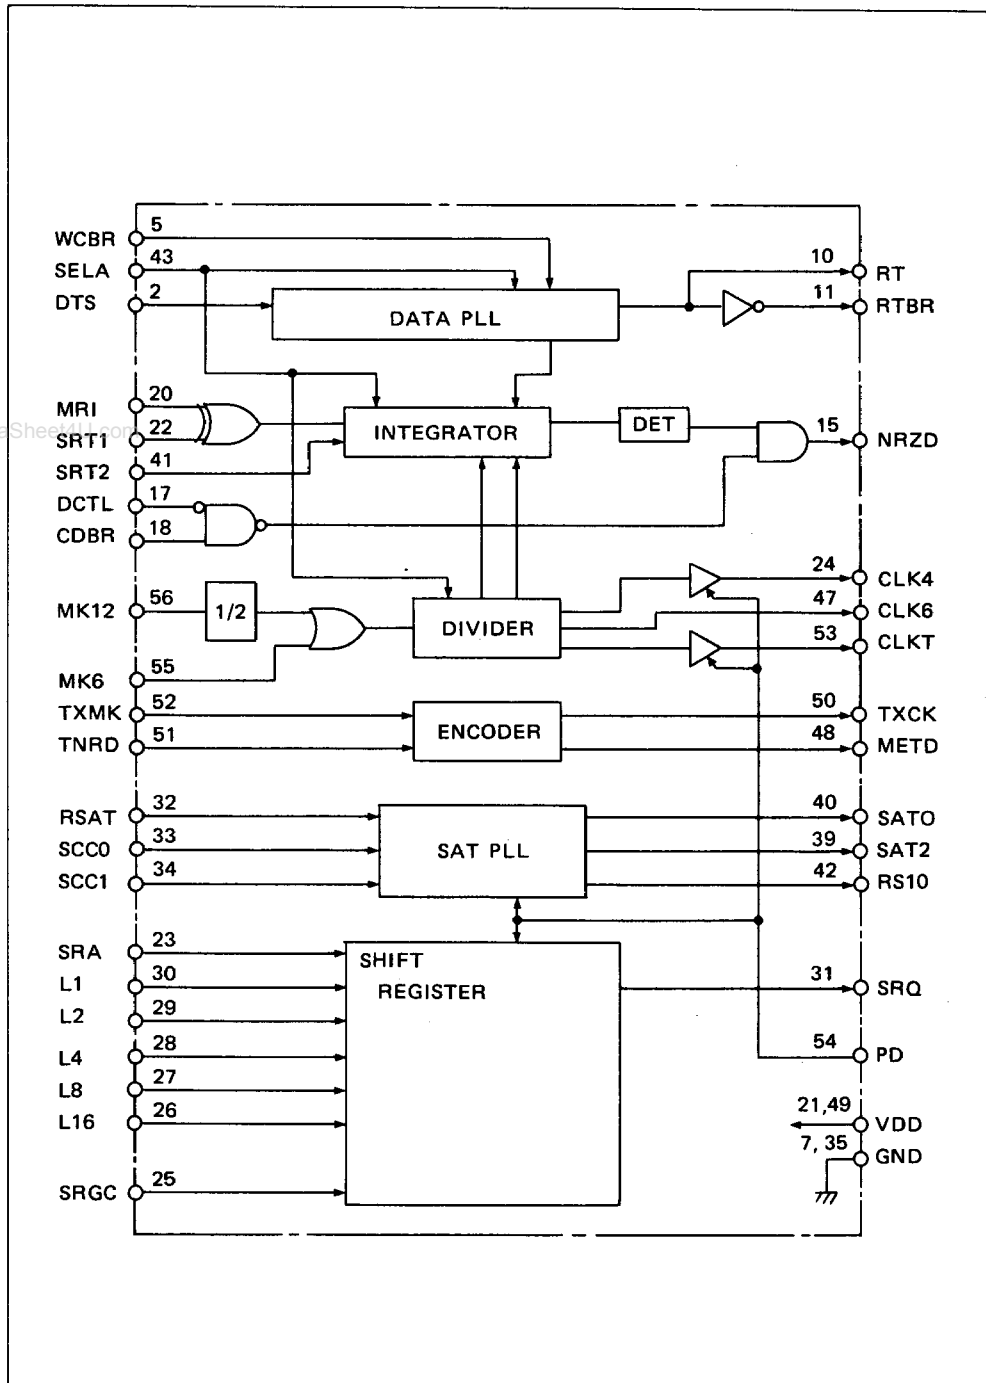 WCBR 5
SELA 43 10 RT
DTS 2 DATA PLL 11 RTBR
MRI 20
aSheet4U.com
SRT1 22 INTEGRATOR DET 15 NRZD
SRT2 41
DCTL 17
CDBR 18
24 CLK4
MK12 56 1/2 47 CLK6
DIVIDER 53 CLKT
MK6 55
TXMK 52 50 TXCK
ENCODER
TNRD 51 48 METD
RSAT 32 40 SATO
SCC0 33 SAT PLL 39 SAT2
SCC1 34 42 RS10
SRA 23 SHIFT
L1 30 REGISTER 31 SRQ
L2 29
L4 28 54 PD
L8 27
L16 26 21,49 VDD
7, 35 GND
SRGC 25